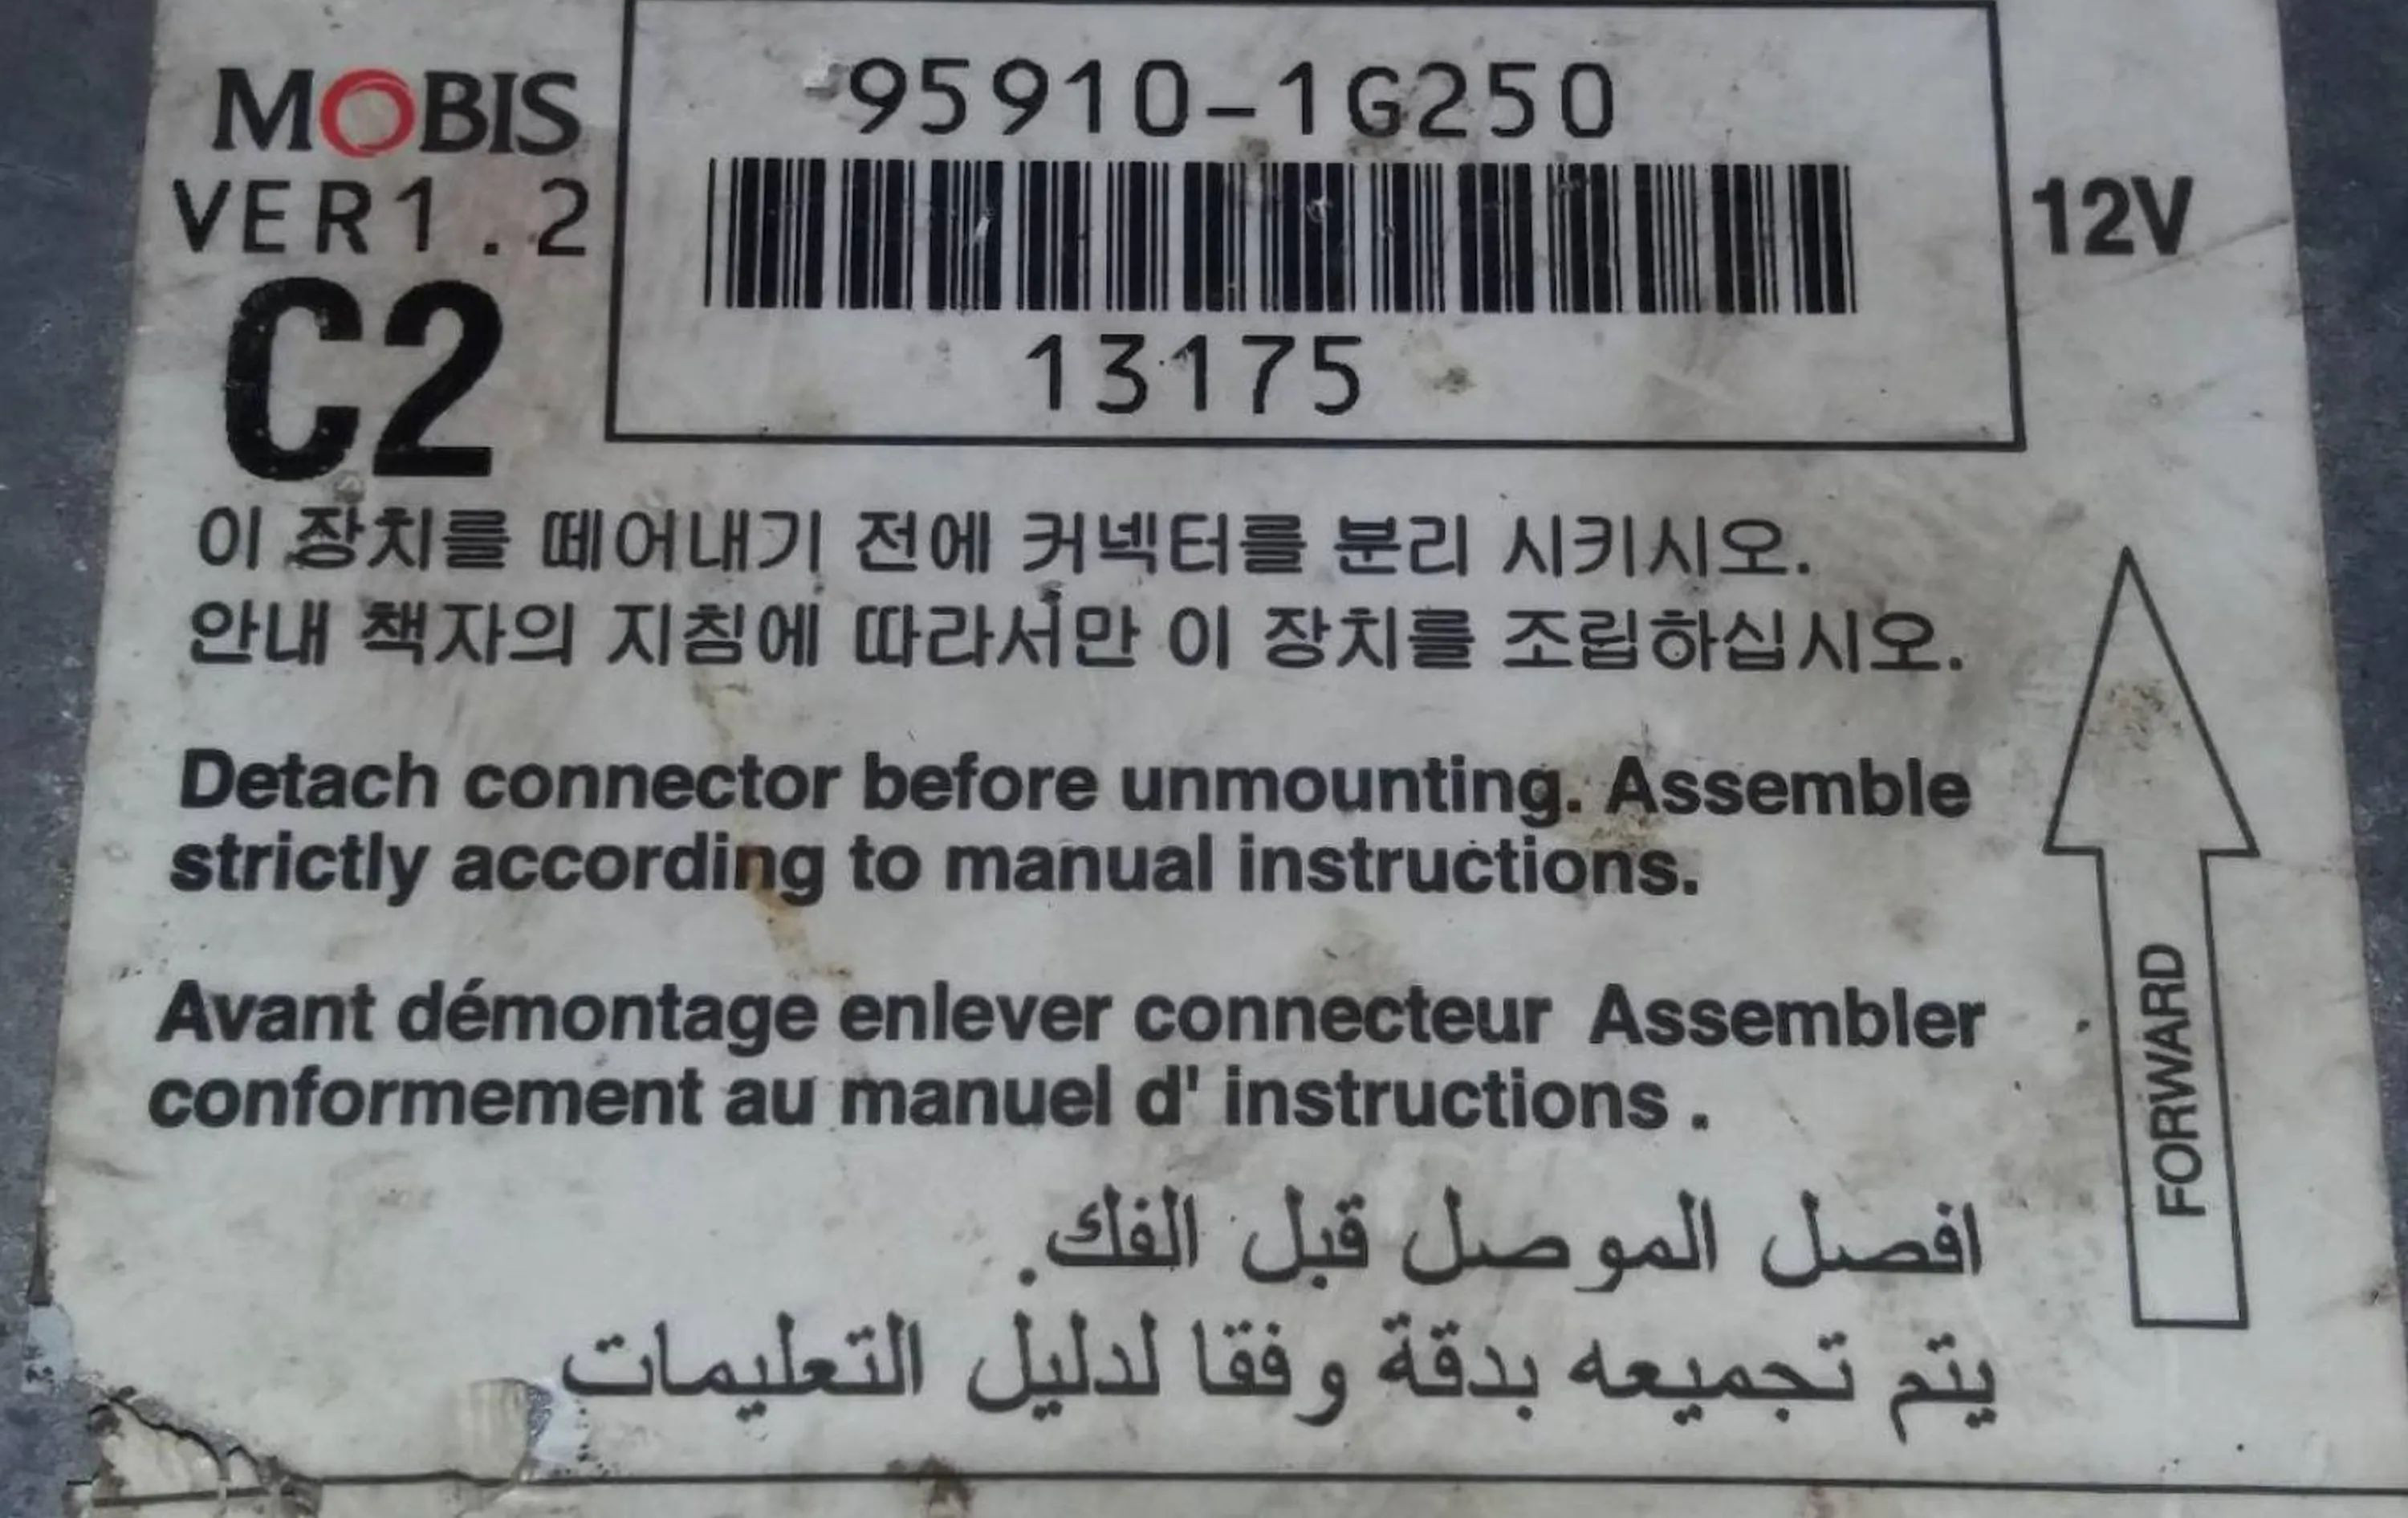 MOBIS
VER1.2
C2
95910-1G250
13175
12V
이 장치를 떼어내기 전에 커넥터를 분리 시키시오.
안내 책자의 지침에 따라서만 이 장치를 조립하십시오.
Detach connector before unmounting. Assemble
strictly according to manual instructions.
Avant démontage enlever connecteur Assembler
conformement au manuel d' instructions .
افصل الموصل قبل الفك.
يتم تجميعه بدقة وفقا لدليل التعليمات
FORWARD